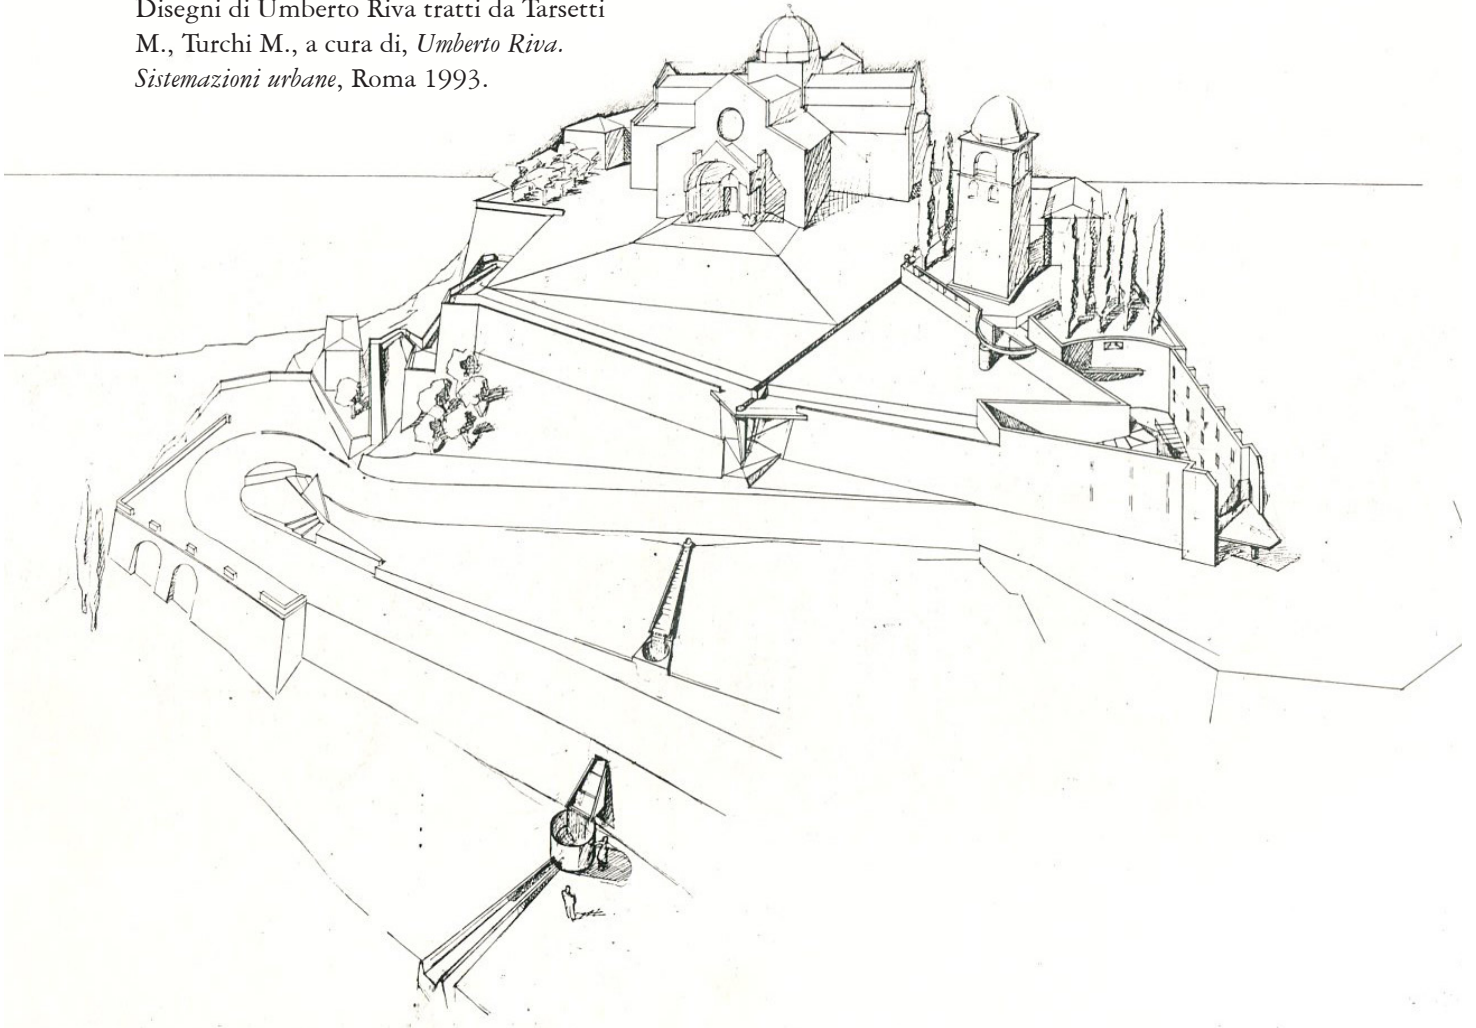 Disegni di Umberto Riva tratti da Tarsetti
M., Turchi M., a cura di, Umberto Riva.
Sistemazioni urbane, Roma 1993.